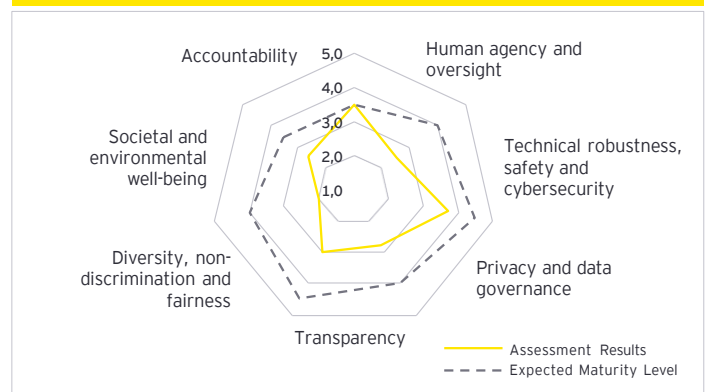 Accountability
5,0
4,0
3,0
2,0
1,0
Human agency and
oversight
Technical robustness,
safety and
cybersecurity
Privacy and data
governance
Transparency
Diversity, non-
discrimination and
fairness
Societal and
environmental
well-being
Assessment Results
Expected Maturity Level